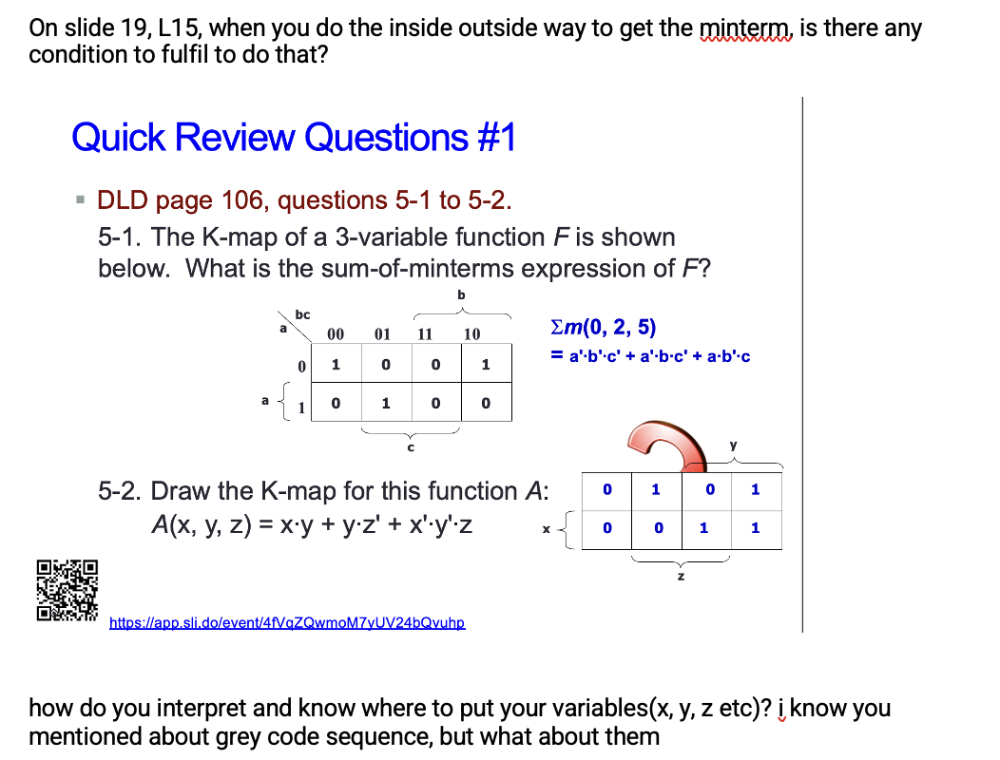 On slide 19, L15, when you do the inside outside way to get the minterm, is there any
condition to fulfil to do that?
Quick Review Questions #1
▪ DLD page 106, questions 5-1 to 5-2.
5-1. The K-map of a 3-variable function F is shown
below. What is the sum-of-minterms expression of F?
b
bc
a
00 01 11 10
0 1 0 0 1
a 1 0 1 0 0
c
Σm(0, 2, 5)
= a'·b'·c' + a'·b·c' + a·b'·c
5-2. Draw the K-map for this function A:
A(x, y, z) = x·y + y·z' + x'·y'·z
y
0 1 0 1
x 0 0 1 1
z
https://app.sli.do/event/4fVqZQwmoM7yUV24bQvuhp
how do you interpret and know where to put your variables(x, y, z etc)? i know you
mentioned about grey code sequence, but what about them